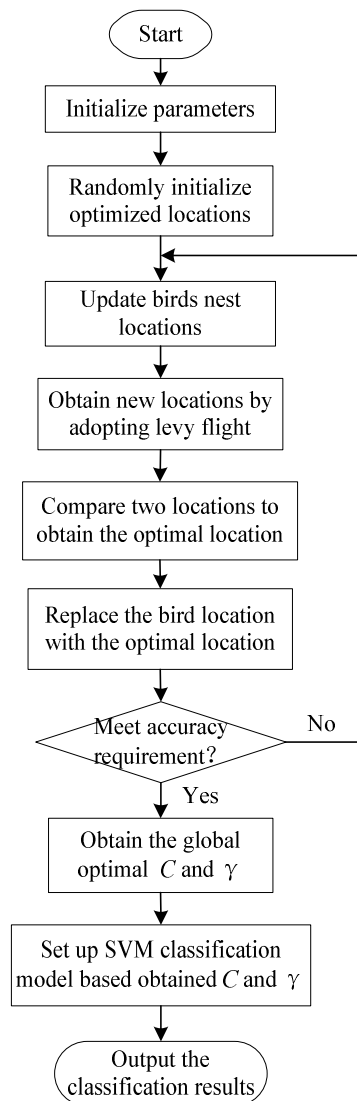 Start
Initialize parameters
Randomly initialize
optimized locations
Update birds nest
locations
Obtain new locations by
adopting levy flight
Compare two locations to
obtain the optimal location
Replace the bird location
with the optimal location
Meet accuracy
requirement?
No
Yes
Obtain the global
optimal C and γ
Set up SVM classification
model based obtained C and γ
Output the
classification results